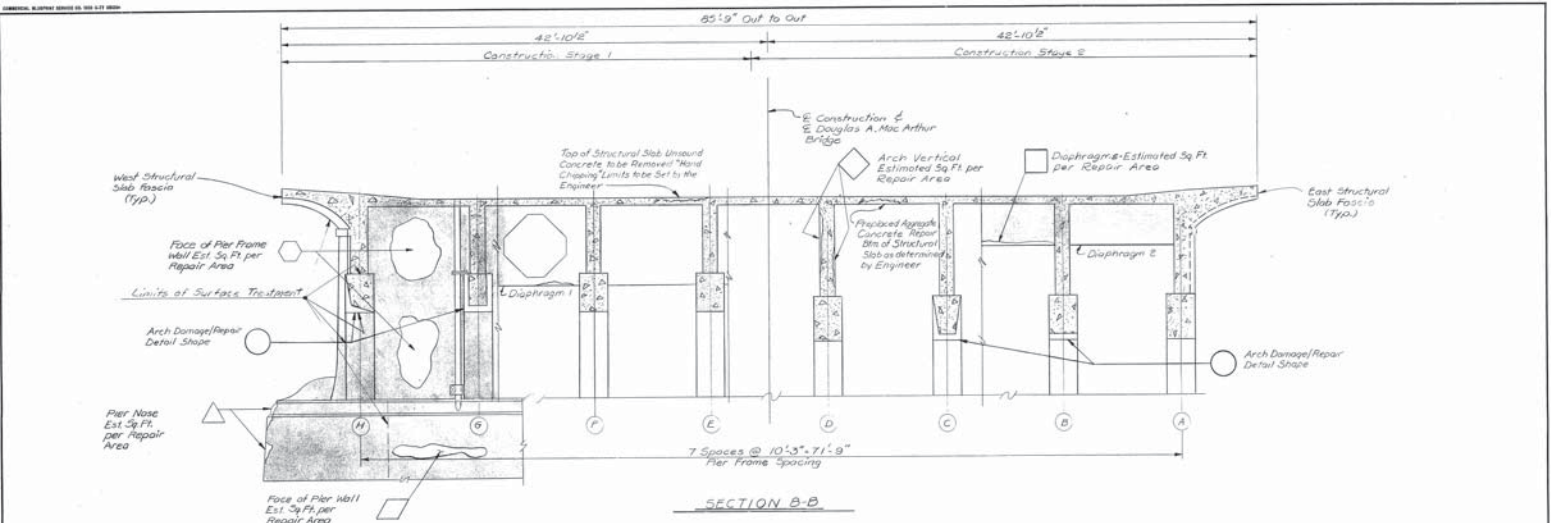 85'-9" Out to Out
42'-10½"
42'-10½"
Construction Stage 1
Construction Stage 2
℄ Construction &
℄ Douglas A. Mac Arthur
Bridge
Top of Structural Slab Unsound
Concrete to be Removed "Hand
Chipping" Limits to be Set by the
Engineer
Arch Vertical
Estimated Sq. Ft. per
Repair Area
Diaphragms-Estimated Sq. Ft.
per Repair Area
West Structural
Slab Fascia
(Typ.)
East Structural
Slab Fascia
(Typ.)
Face of Pier Frame
Wall Est. Sq. Ft. per
Repair Area
Preplaced Aggregate
Concrete Repair
Btm of Structural
Slab as determined
by Engineer
Diaphragm 2
Limits of Surface Treatment
Diaphragm 1
Arch Damage/Repair
Detail Shape
Arch Damage/Repair
Detail Shape
Pier Nose
Est. Sq. Ft.
per Repair
Area
H G F E D C B A
7 Spaces @ 10'-3"=71'-9"
Pier Frame Spacing
Face of Pier Wall
Est. Sq. Ft. per
Repair Area
SECTION B-B